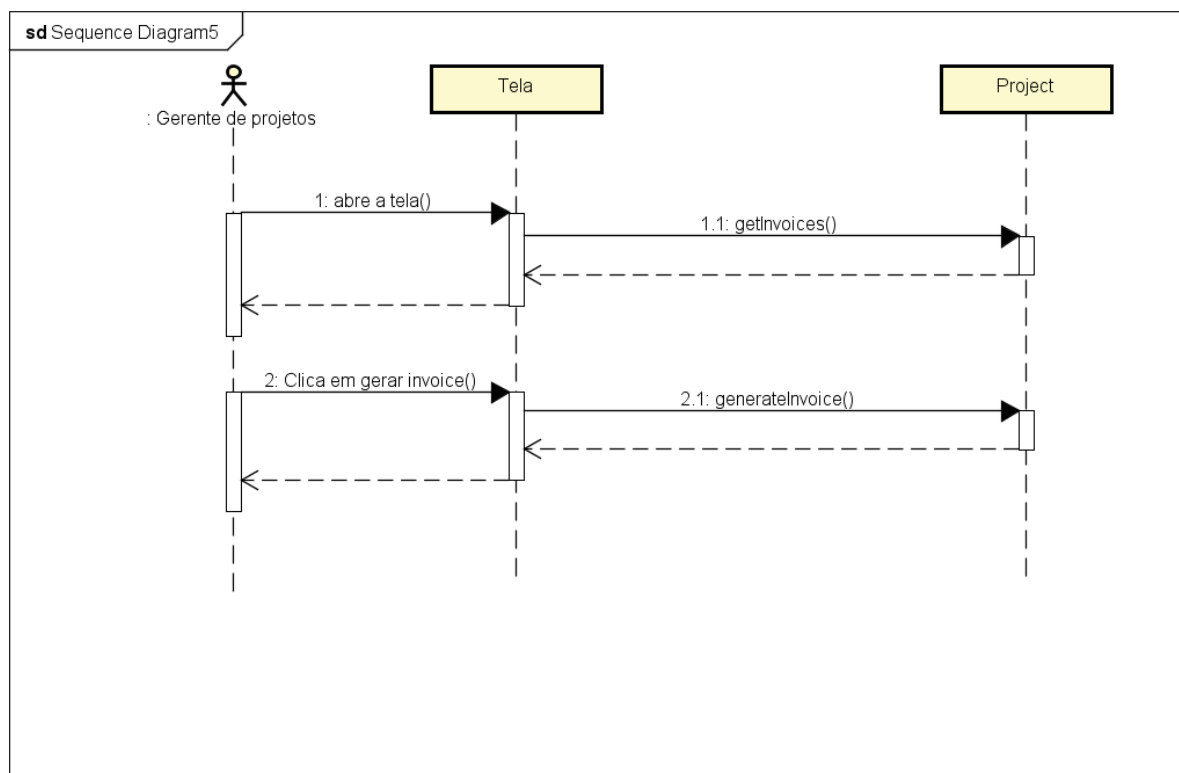 sd Sequence Diagram5
Tela
Project
: Gerente de projetos
1: abre a tela()
1.1: getInvoices()
2: Clica em gerar invoice()
2.1: generateInvoice()